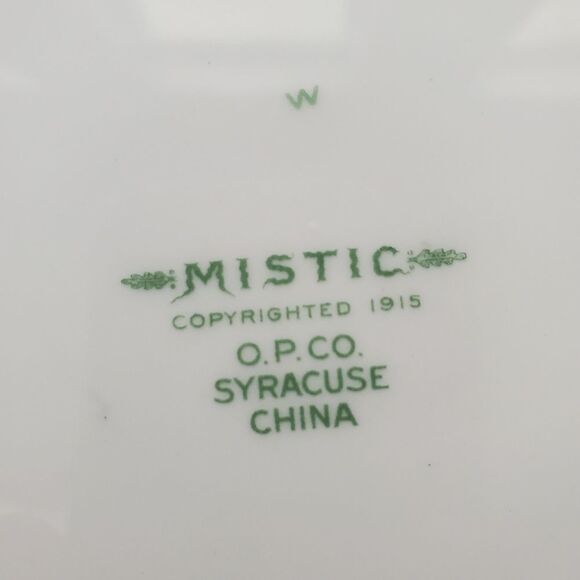 W
MISTIC
COPYRIGHTED 1915
O.P.CO.
SYRACUSE
CHINA